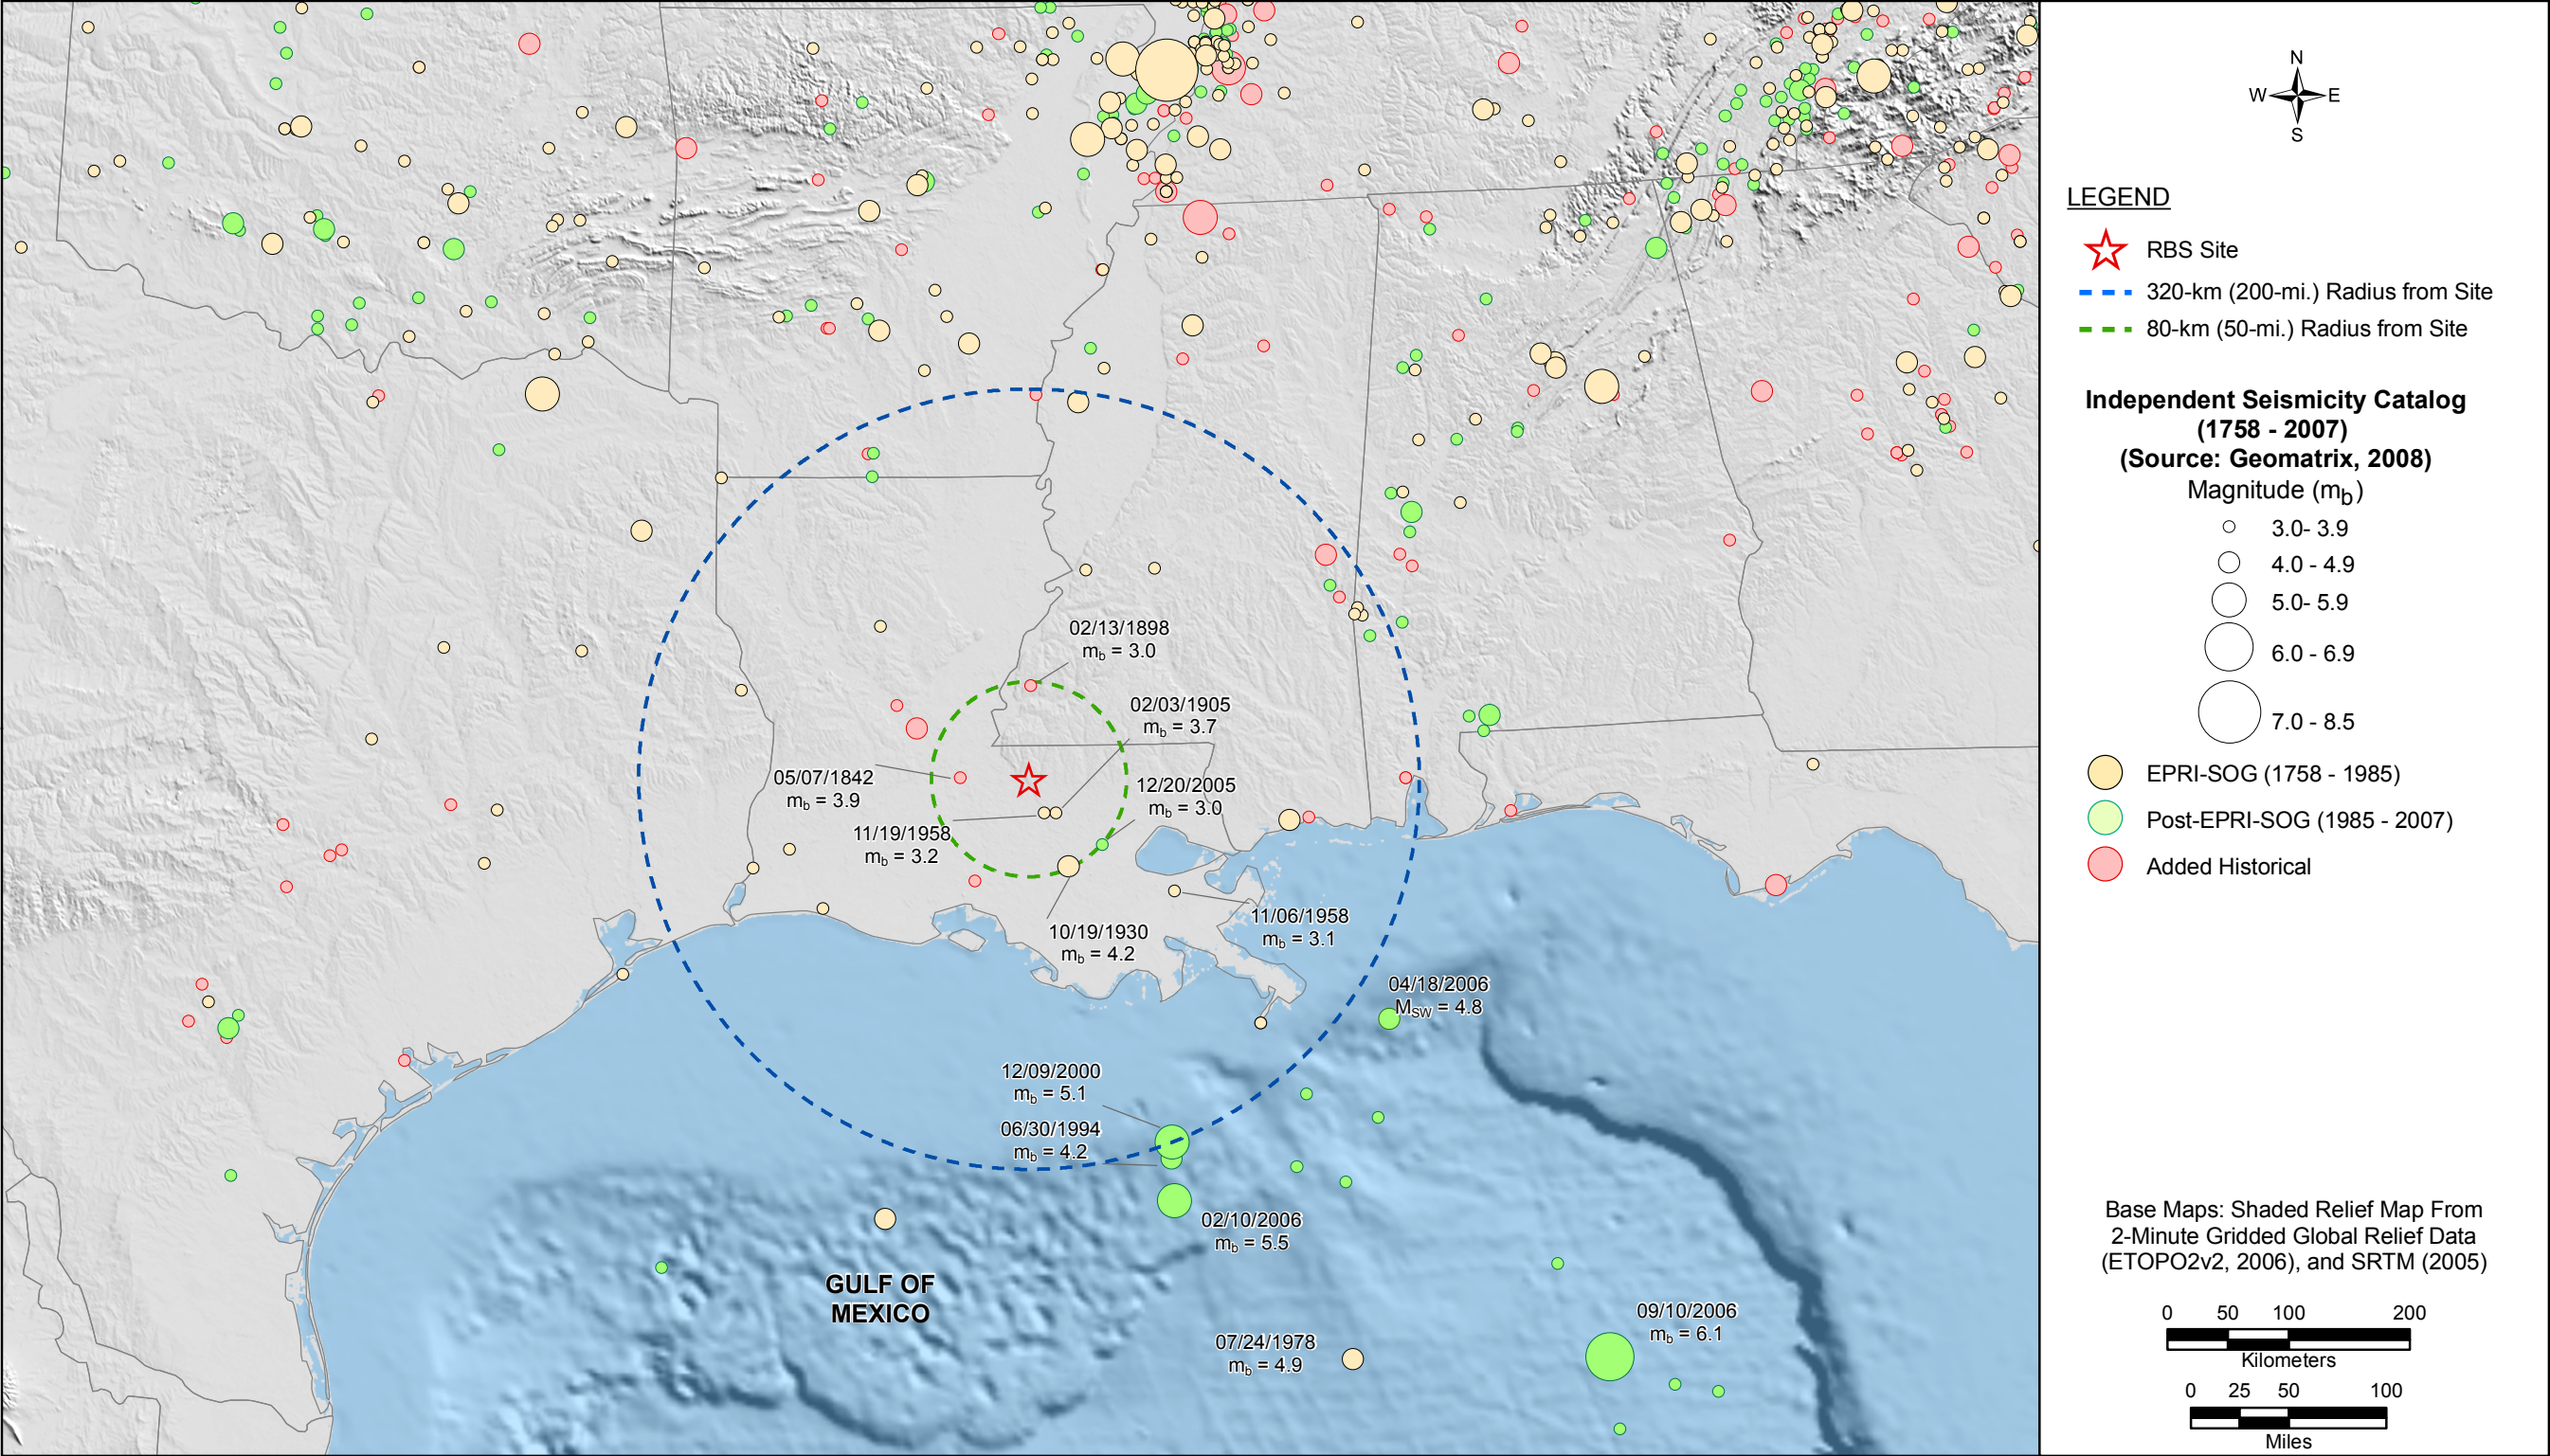 02/13/1898
mb = 3.0
02/03/1905
mb = 3.7
05/07/1842
mb = 3.9
12/20/2005
mb = 3.0
11/19/1958
mb = 3.2
10/19/1930
mb = 4.2
11/06/1958
mb = 3.1
04/18/2006
MSW = 4.8
12/09/2000
mb = 5.1
06/30/1994
mb = 4.2
02/10/2006
mb = 5.5
GULF OF
MEXICO
07/24/1978
mb = 4.9
09/10/2006
mb = 6.1
N
W E
S
LEGEND
RBS Site
320-km (200-mi.) Radius from Site
80-km (50-mi.) Radius from Site
Independent Seismicity Catalog
(1758 - 2007)
(Source: Geomatrix, 2008)
Magnitude (mb)
3.0- 3.9
4.0 - 4.9
5.0- 5.9
6.0 - 6.9
7.0 - 8.5
EPRI-SOG (1758 - 1985)
Post-EPRI-SOG (1985 - 2007)
Added Historical
Base Maps: Shaded Relief Map From
2-Minute Gridded Global Relief Data
(ETOPO2v2, 2006), and SRTM (2005)
0 50 100 200
Kilometers
0 25 50 100
Miles